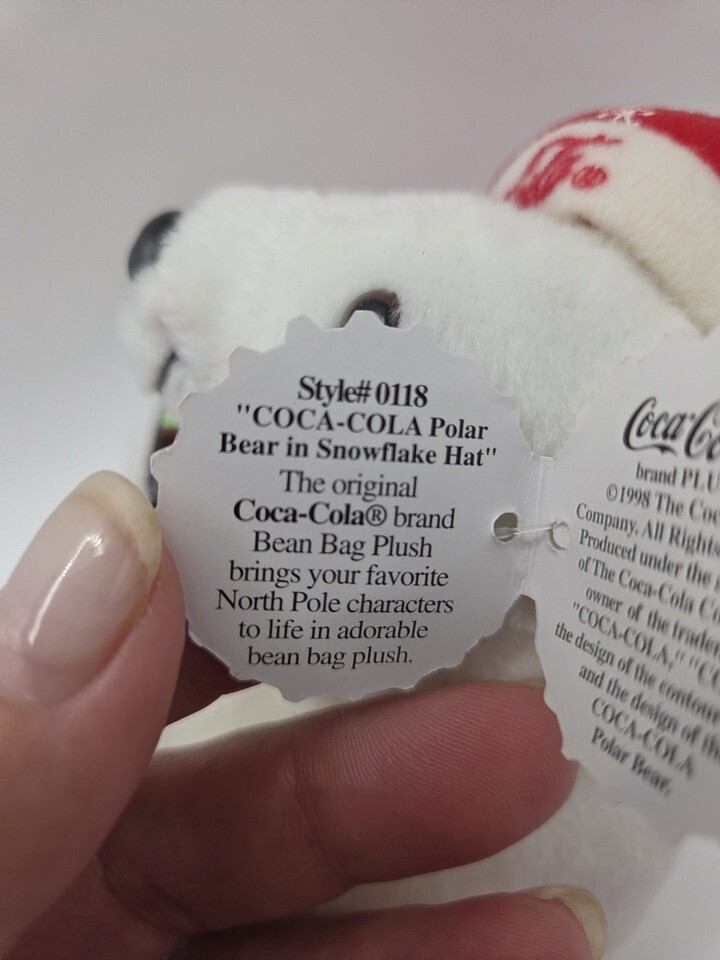 Style# 0118
"COCA-COLA Polar
Bear in Snowflake Hat"
The original
Coca-Cola® brand
Bean Bag Plush
brings your favorite
North Pole characters
to life in adorable
bean bag plush.
brand
©1998 The
Company. All Rights
Produced under the
of The Coca-Cola
owner of the
"COCA-COLA,"
the design of the
and the design of the
COCA-COLA
Polar Bear.